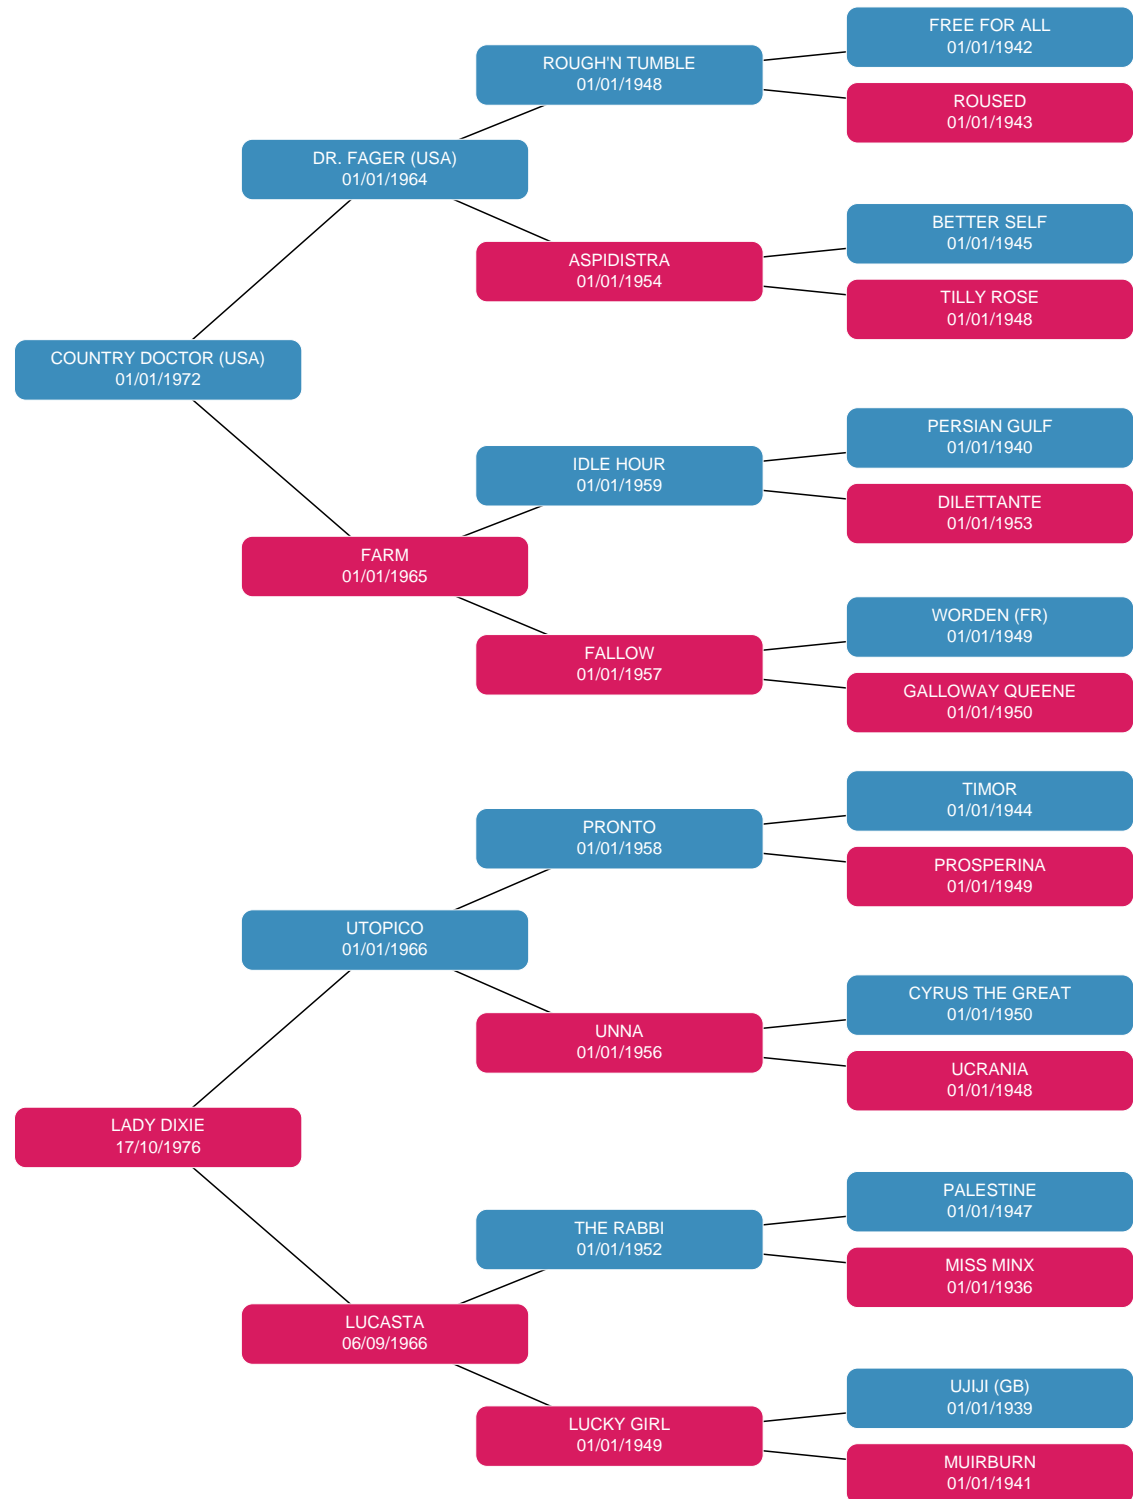 FREE FOR ALL
01/01/1942
ROUGH'N TUMBLE
01/01/1948
ROUSED
01/01/1943
DR. FAGER (USA)
01/01/1964
BETTER SELF
01/01/1945
ASPIDISTRA
01/01/1954
TILLY ROSE
01/01/1948
COUNTRY DOCTOR (USA)
01/01/1972
PERSIAN GULF
01/01/1940
IDLE HOUR
01/01/1959
DILETTANTE
01/01/1953
FARM
01/01/1965
WORDEN (FR)
01/01/1949
FALLOW
01/01/1957
GALLOWAY QUEENE
01/01/1950
TIMOR
01/01/1944
PRONTO
01/01/1958
PROSPERINA
01/01/1949
UTOPICO
01/01/1966
CYRUS THE GREAT
01/01/1950
UNNA
01/01/1956
UCRANIA
01/01/1948
LADY DIXIE
17/10/1976
PALESTINE
01/01/1947
THE RABBI
01/01/1952
MISS MINX
01/01/1936
LUCASTA
06/09/1966
UJIJI (GB)
01/01/1939
LUCKY GIRL
01/01/1949
MUIRBURN
01/01/1941